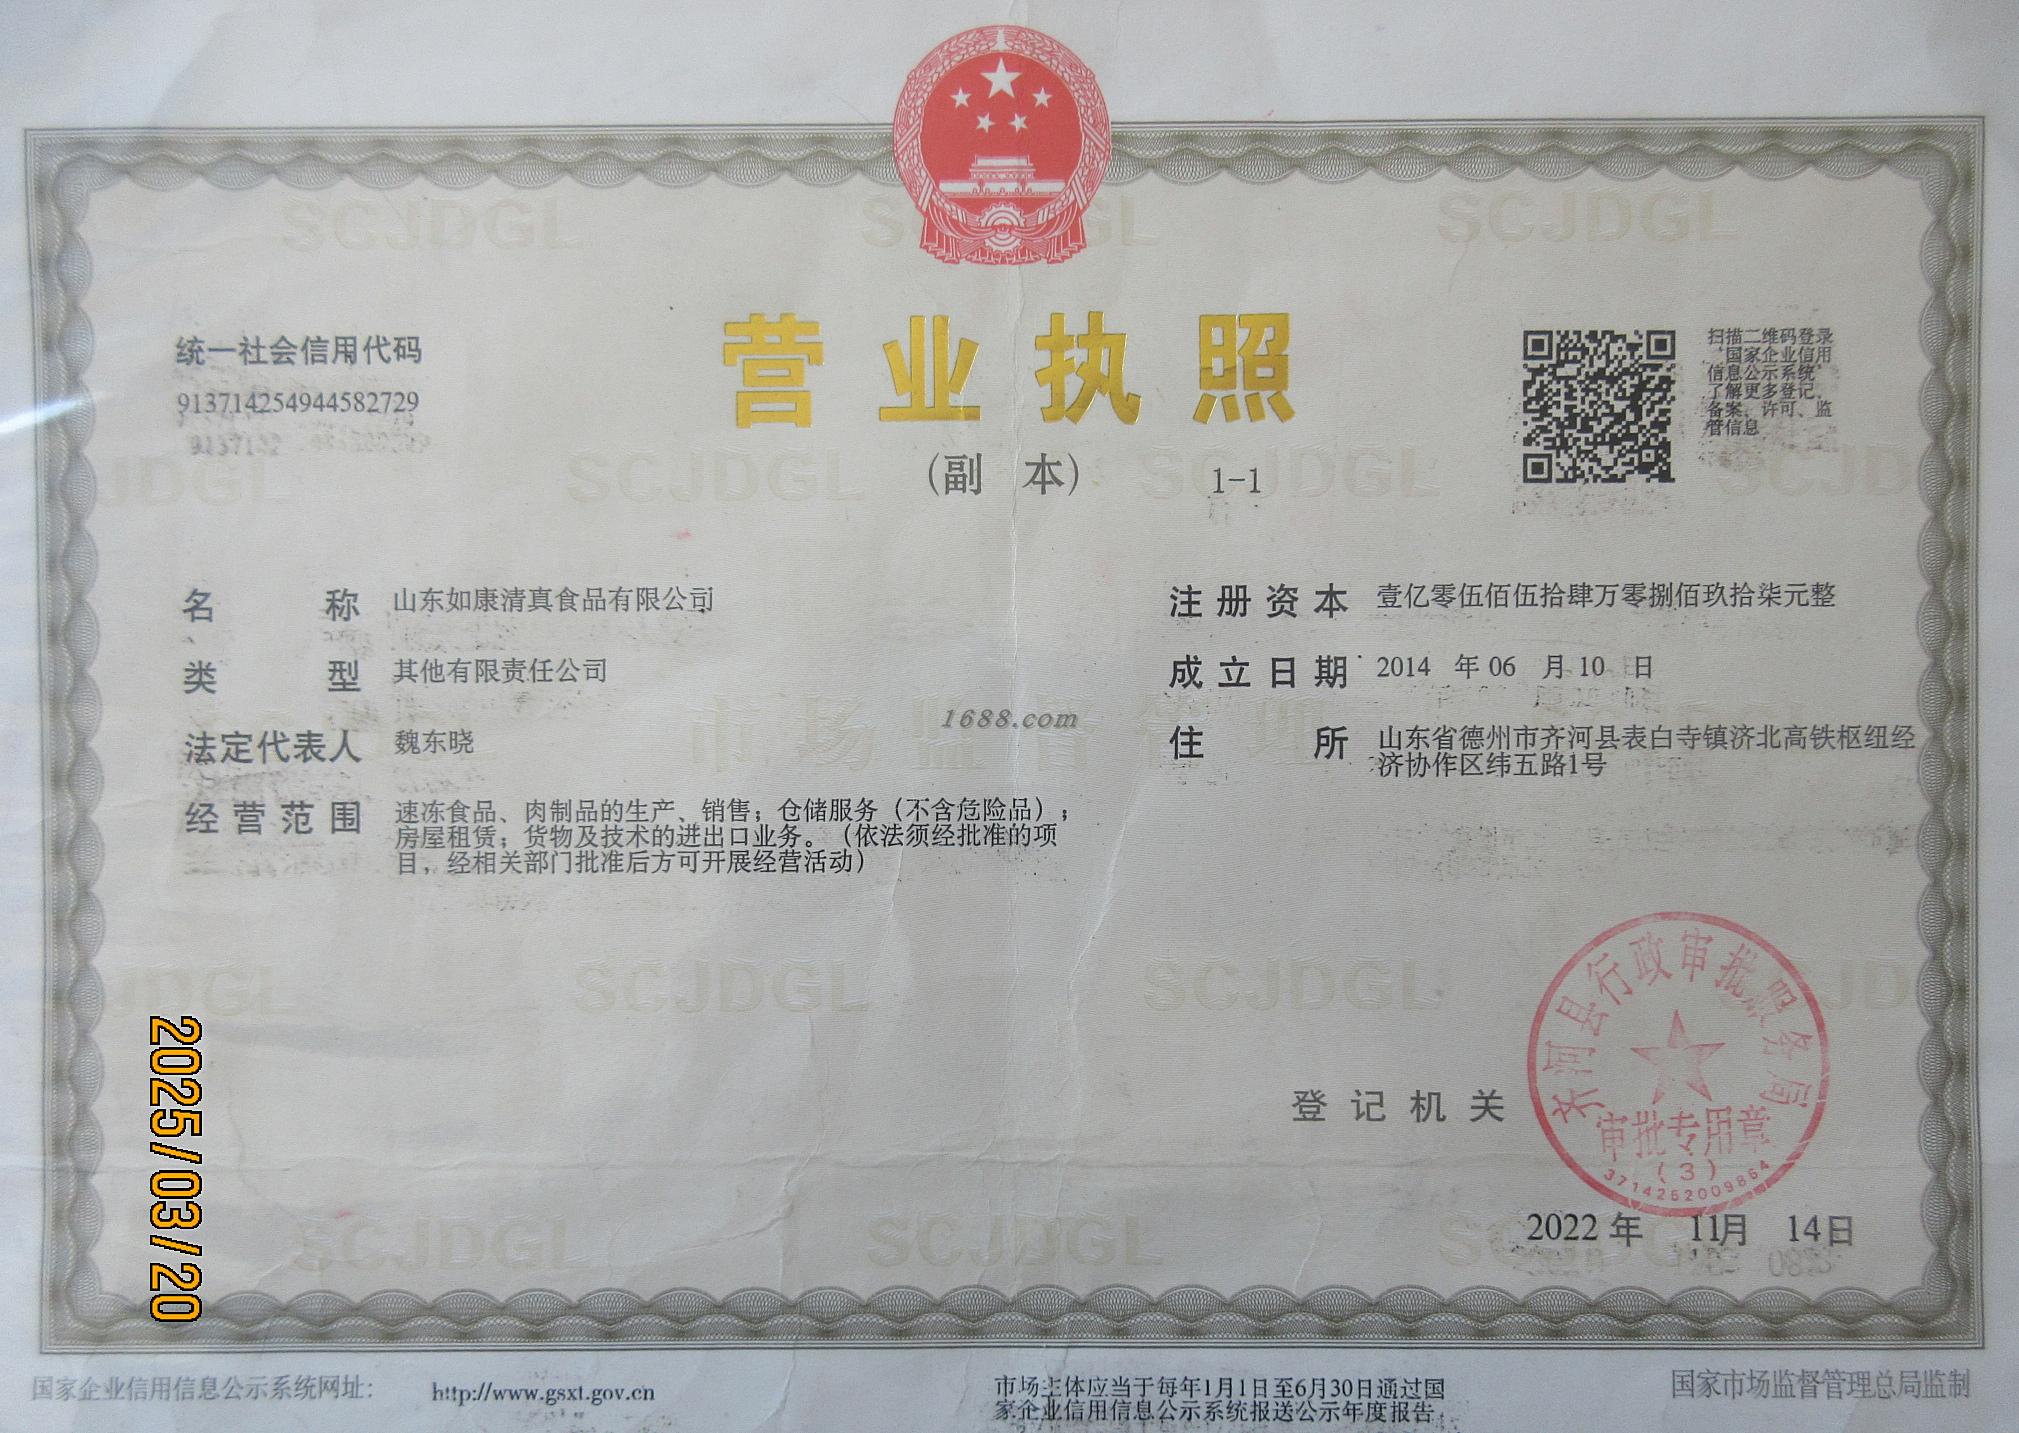 营业执照
(副 本) 1-1
统一社会信用代码
913714254944582729
扫描二维码登录
'国家企业信用
信息公示系统'
了解更多登记、
备案、许可、监
管信息
名 称 山东如康清真食品有限公司
类 型 其他有限责任公司
法定代表人 魏东晓
经营范围 速冻食品、肉制品的生产、销售；仓储服务（不含危险品）；
房屋租赁；货物及技术的进出口业务。（依法须经批准的项
目，经相关部门批准后方可开展经营活动）
注册资本 壹亿零伍佰伍拾肆万零捌佰玖拾柒元整
成立日期 2014 年 06 月 10 日
住 所 山东省德州市齐河县表白寺镇济北高铁枢纽经
济协作区纬五路1号
1688.com
登记机关
齐河县行政审批服务局
审批专用章
(3)
3714252009864
2022 年 11月 14日
2025/03/20
国家企业信用信息公示系统网址： http://www.gsxt.gov.cn
市场主体应当于每年1月1日至6月30日通过国
家企业信用信息公示系统报送公示年度报告
国家市场监督管理总局监制
SCJDGL
市场监督管理